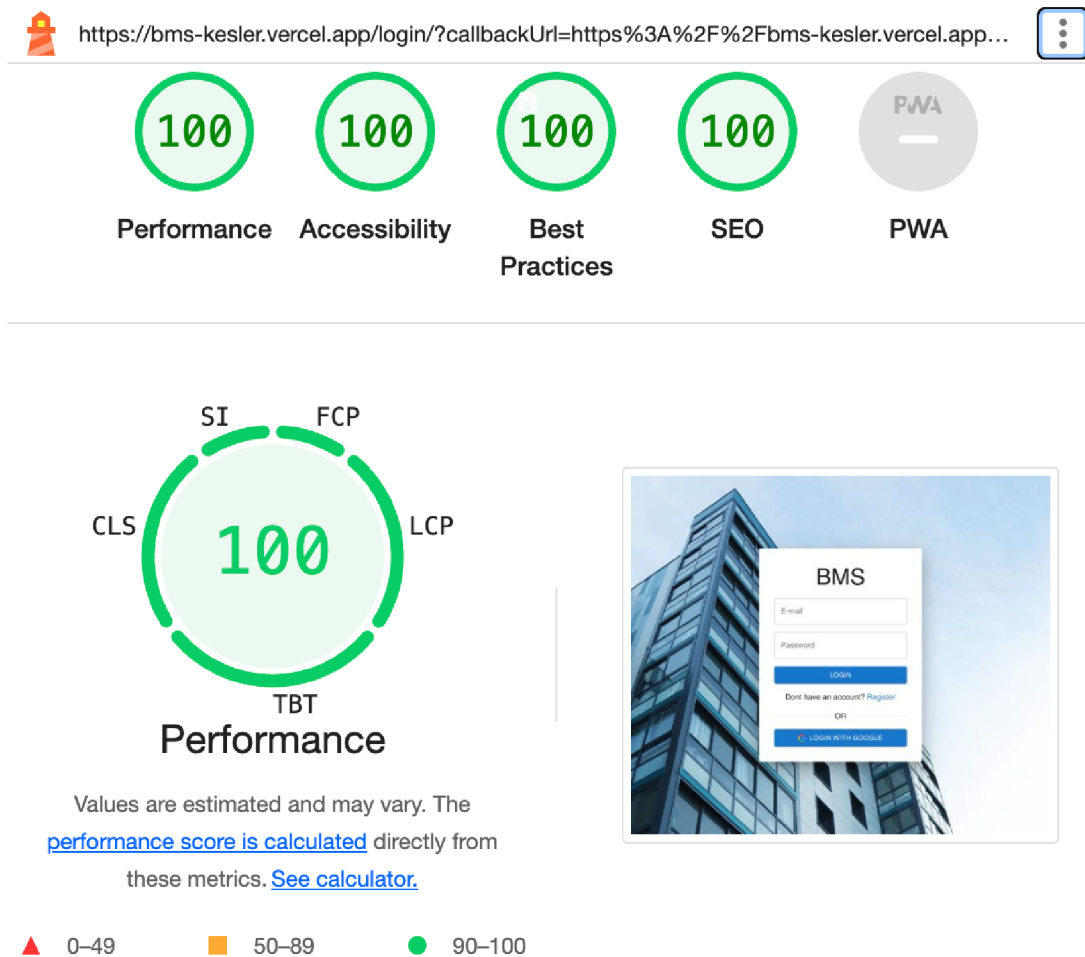 https://bms-kesler.vercel.app/login/?callbackUrl=https%3A%2F%2Fbms-kesler.vercel.app…
100 100 100 100 PWA
Performance Accessibility Best Practices SEO PWA
SI FCP
CLS LCP
100
TBT
Performance
Values are estimated and may vary. The
performance score is calculated directly from
these metrics. See calculator.
0–49 50–89 90–100
BMS
E-mail
Password
LOGIN
Dont have an account? Register
OR
LOGIN WITH GOOGLE